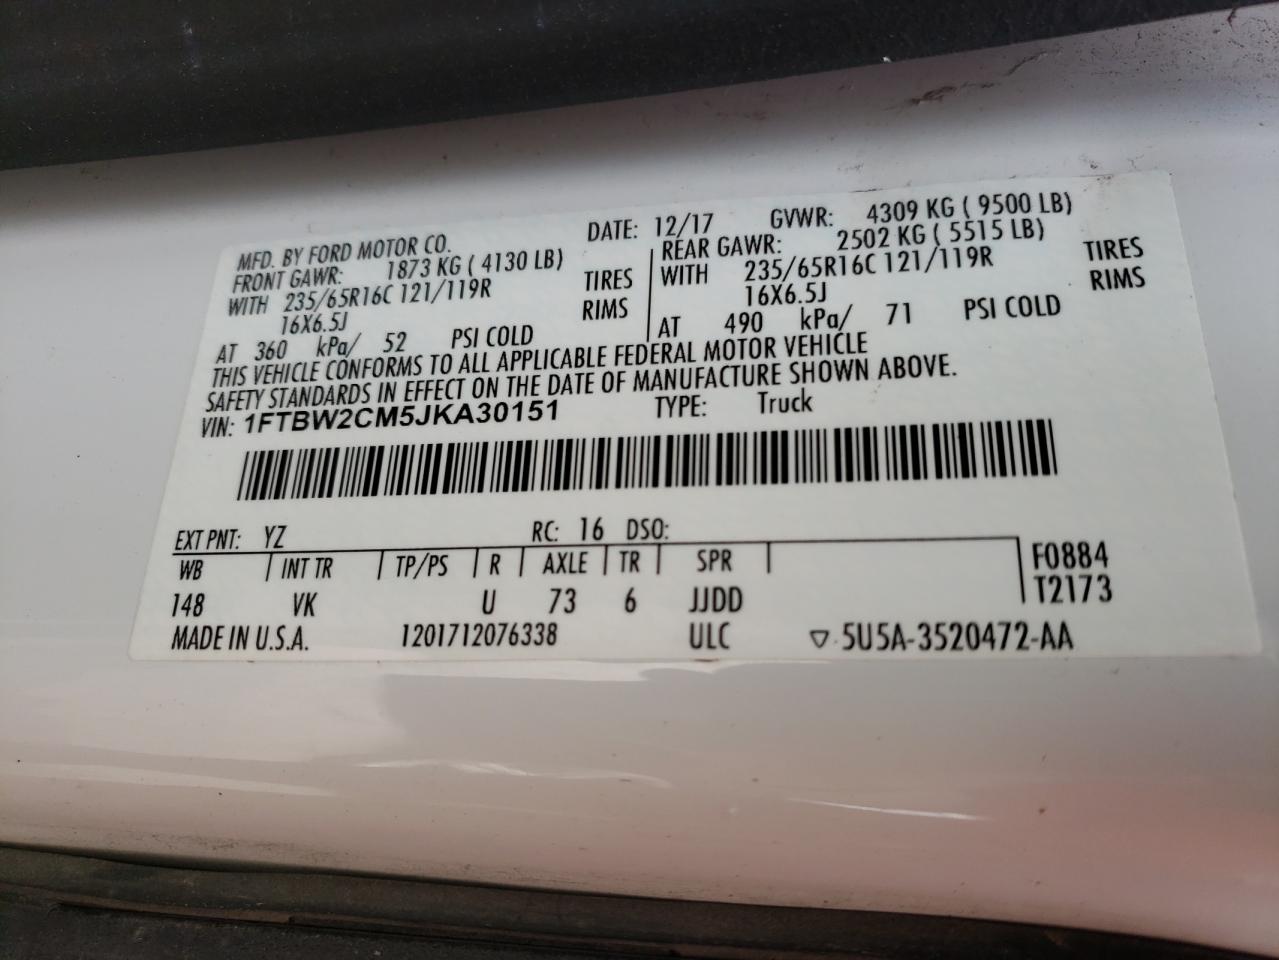 MFD. BY FORD MOTOR CO. DATE: 12/17 GVWR: 4309 KG ( 9500 LB)
FRONT GAWR: 1873 KG ( 4130 LB) REAR GAWR: 2502 KG ( 5515 LB)
WITH 235/65R16C 121/119R TIRES WITH 235/65R16C 121/119R TIRES
16X6.5J RIMS 16X6.5J RIMS
AT 360 kPa/ 52 PSI COLD AT 490 kPa/ 71 PSI COLD
THIS VEHICLE CONFORMS TO ALL APPLICABLE FEDERAL MOTOR VEHICLE
SAFETY STANDARDS IN EFFECT ON THE DATE OF MANUFACTURE SHOWN ABOVE.
VIN: 1FTBW2CM5JKA30151 TYPE: Truck
EXT PNT: YZ RC: 16 DSO:
WB INT TR TP/PS R AXLE TR SPR F0884
148 VK U 73 6 JJDD T2173
MADE IN U.S.A. 1201712076338 ULC ▽ 5U5A-3520472-AA